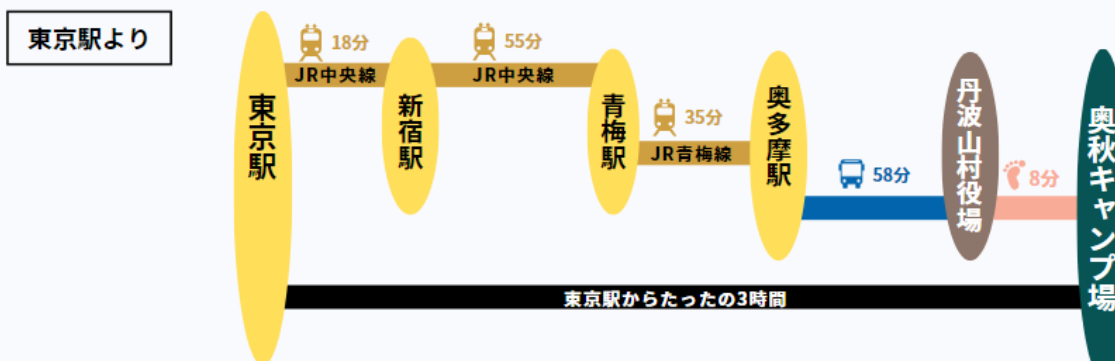 東京駅より
東京駅
18分
JR中央線
新宿駅
55分
JR中央線
青梅駅
35分
JR青梅線
奥多摩駅
58分
丹波山村役場
8分
奥秋キャンプ場
東京駅からたったの3時間